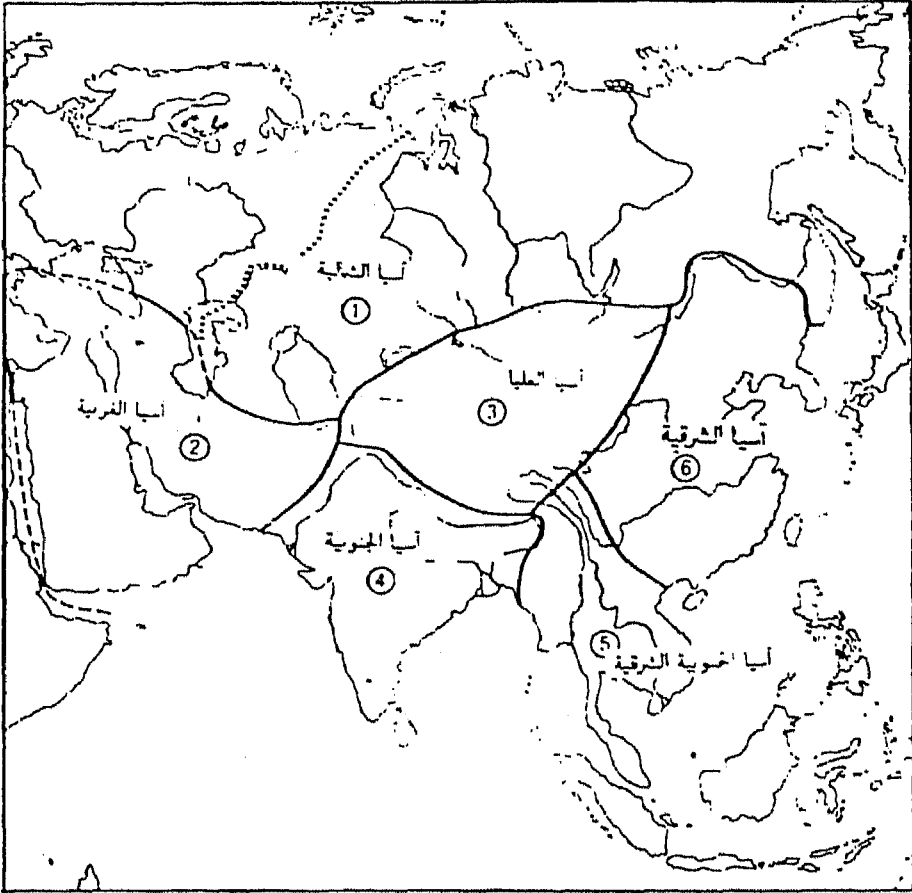 آسيا الشمالية
1
آسيا العليا
3
آسيا الغربية
2
آسيا الشرقية
6
آسيا الجنوبية
4
5
آسيا الجنوبية الشرقية